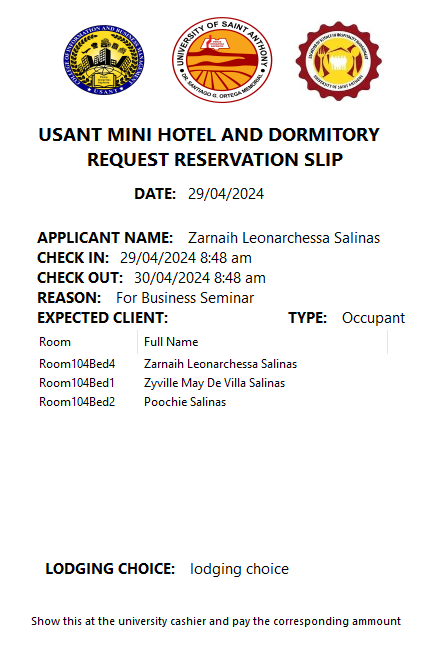 UNIVERSITY OF SAINT ANTHONY
DR. SANTIAGO G. ORTEGA MEMORIAL
USANT
USANT MINI HOTEL AND DORMITORY
REQUEST RESERVATION SLIP
DATE: 29/04/2024
APPLICANT NAME: Zarnaih Leonarchessa Salinas
CHECK IN: 29/04/2024 8:48 am
CHECK OUT: 30/04/2024 8:48 am
REASON: For Business Seminar
EXPECTED CLIENT: TYPE: Occupant
Room Full Name
Room104Bed4 Zarnaih Leonarchessa Salinas
Room104Bed1 Zyville May De Villa Salinas
Room104Bed2 Poochie Salinas
LODGING CHOICE: lodging choice
Show this at the university cashier and pay the corresponding ammount